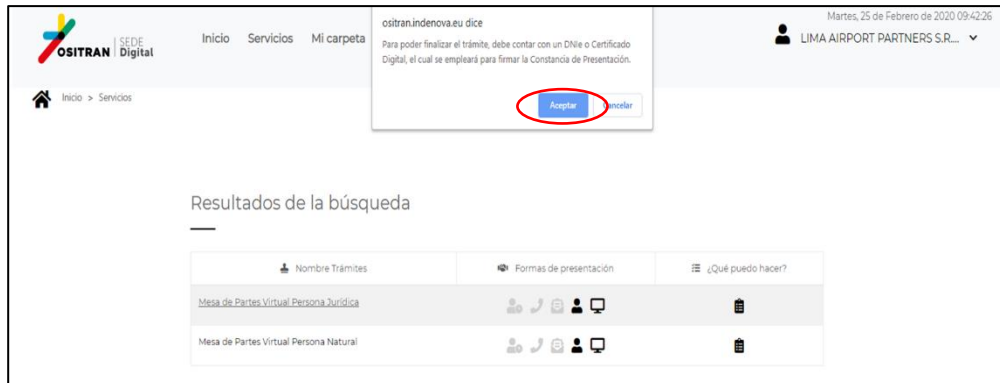 OSITRAN SEDE Digital
Inicio Servicios Mi carpeta
ositran.indenova.eu dice
Para poder finalizar el trámite, debe contar con un DNIe o Certificado
Digital, el cual se empleará para firmar la Constancia de Presentación.
Aceptar Cancelar
Martes, 25 de Febrero de 2020 09:42:26
LIMA AIRPORT PARTNERS S.R....
Inicio > Servicios
Resultados de la búsqueda
Nombre Trámites Formas de presentación ¿Qué puedo hacer?
Mesa de Partes Virtual Persona Jurídica
Mesa de Partes Virtual Persona Natural